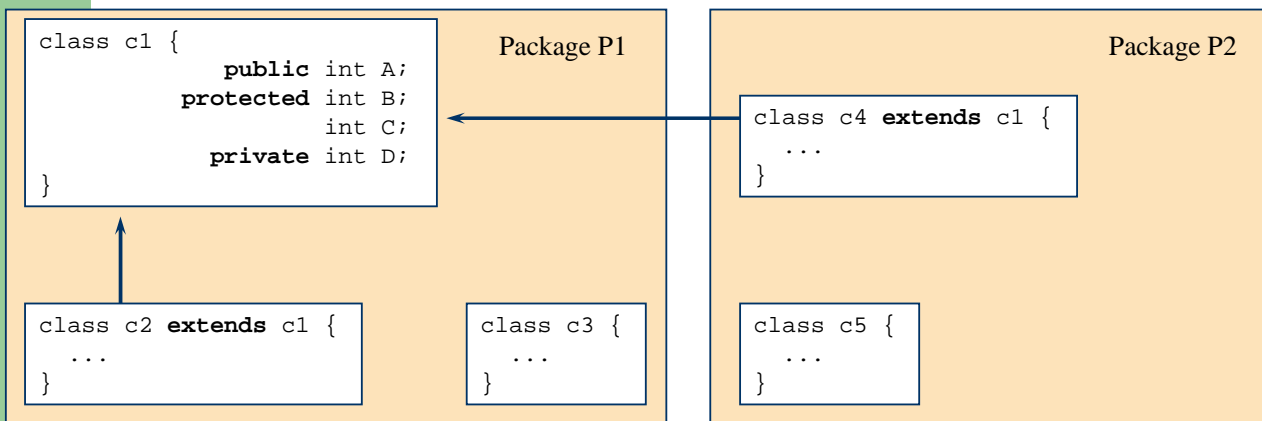 Package P1
class c1 {
public int A;
protected int B;
int C;
private int D;
}
class c2 extends c1 {
...
}
class c3 {
...
}
Package P2
class c4 extends c1 {
...
}
class c5 {
...
}